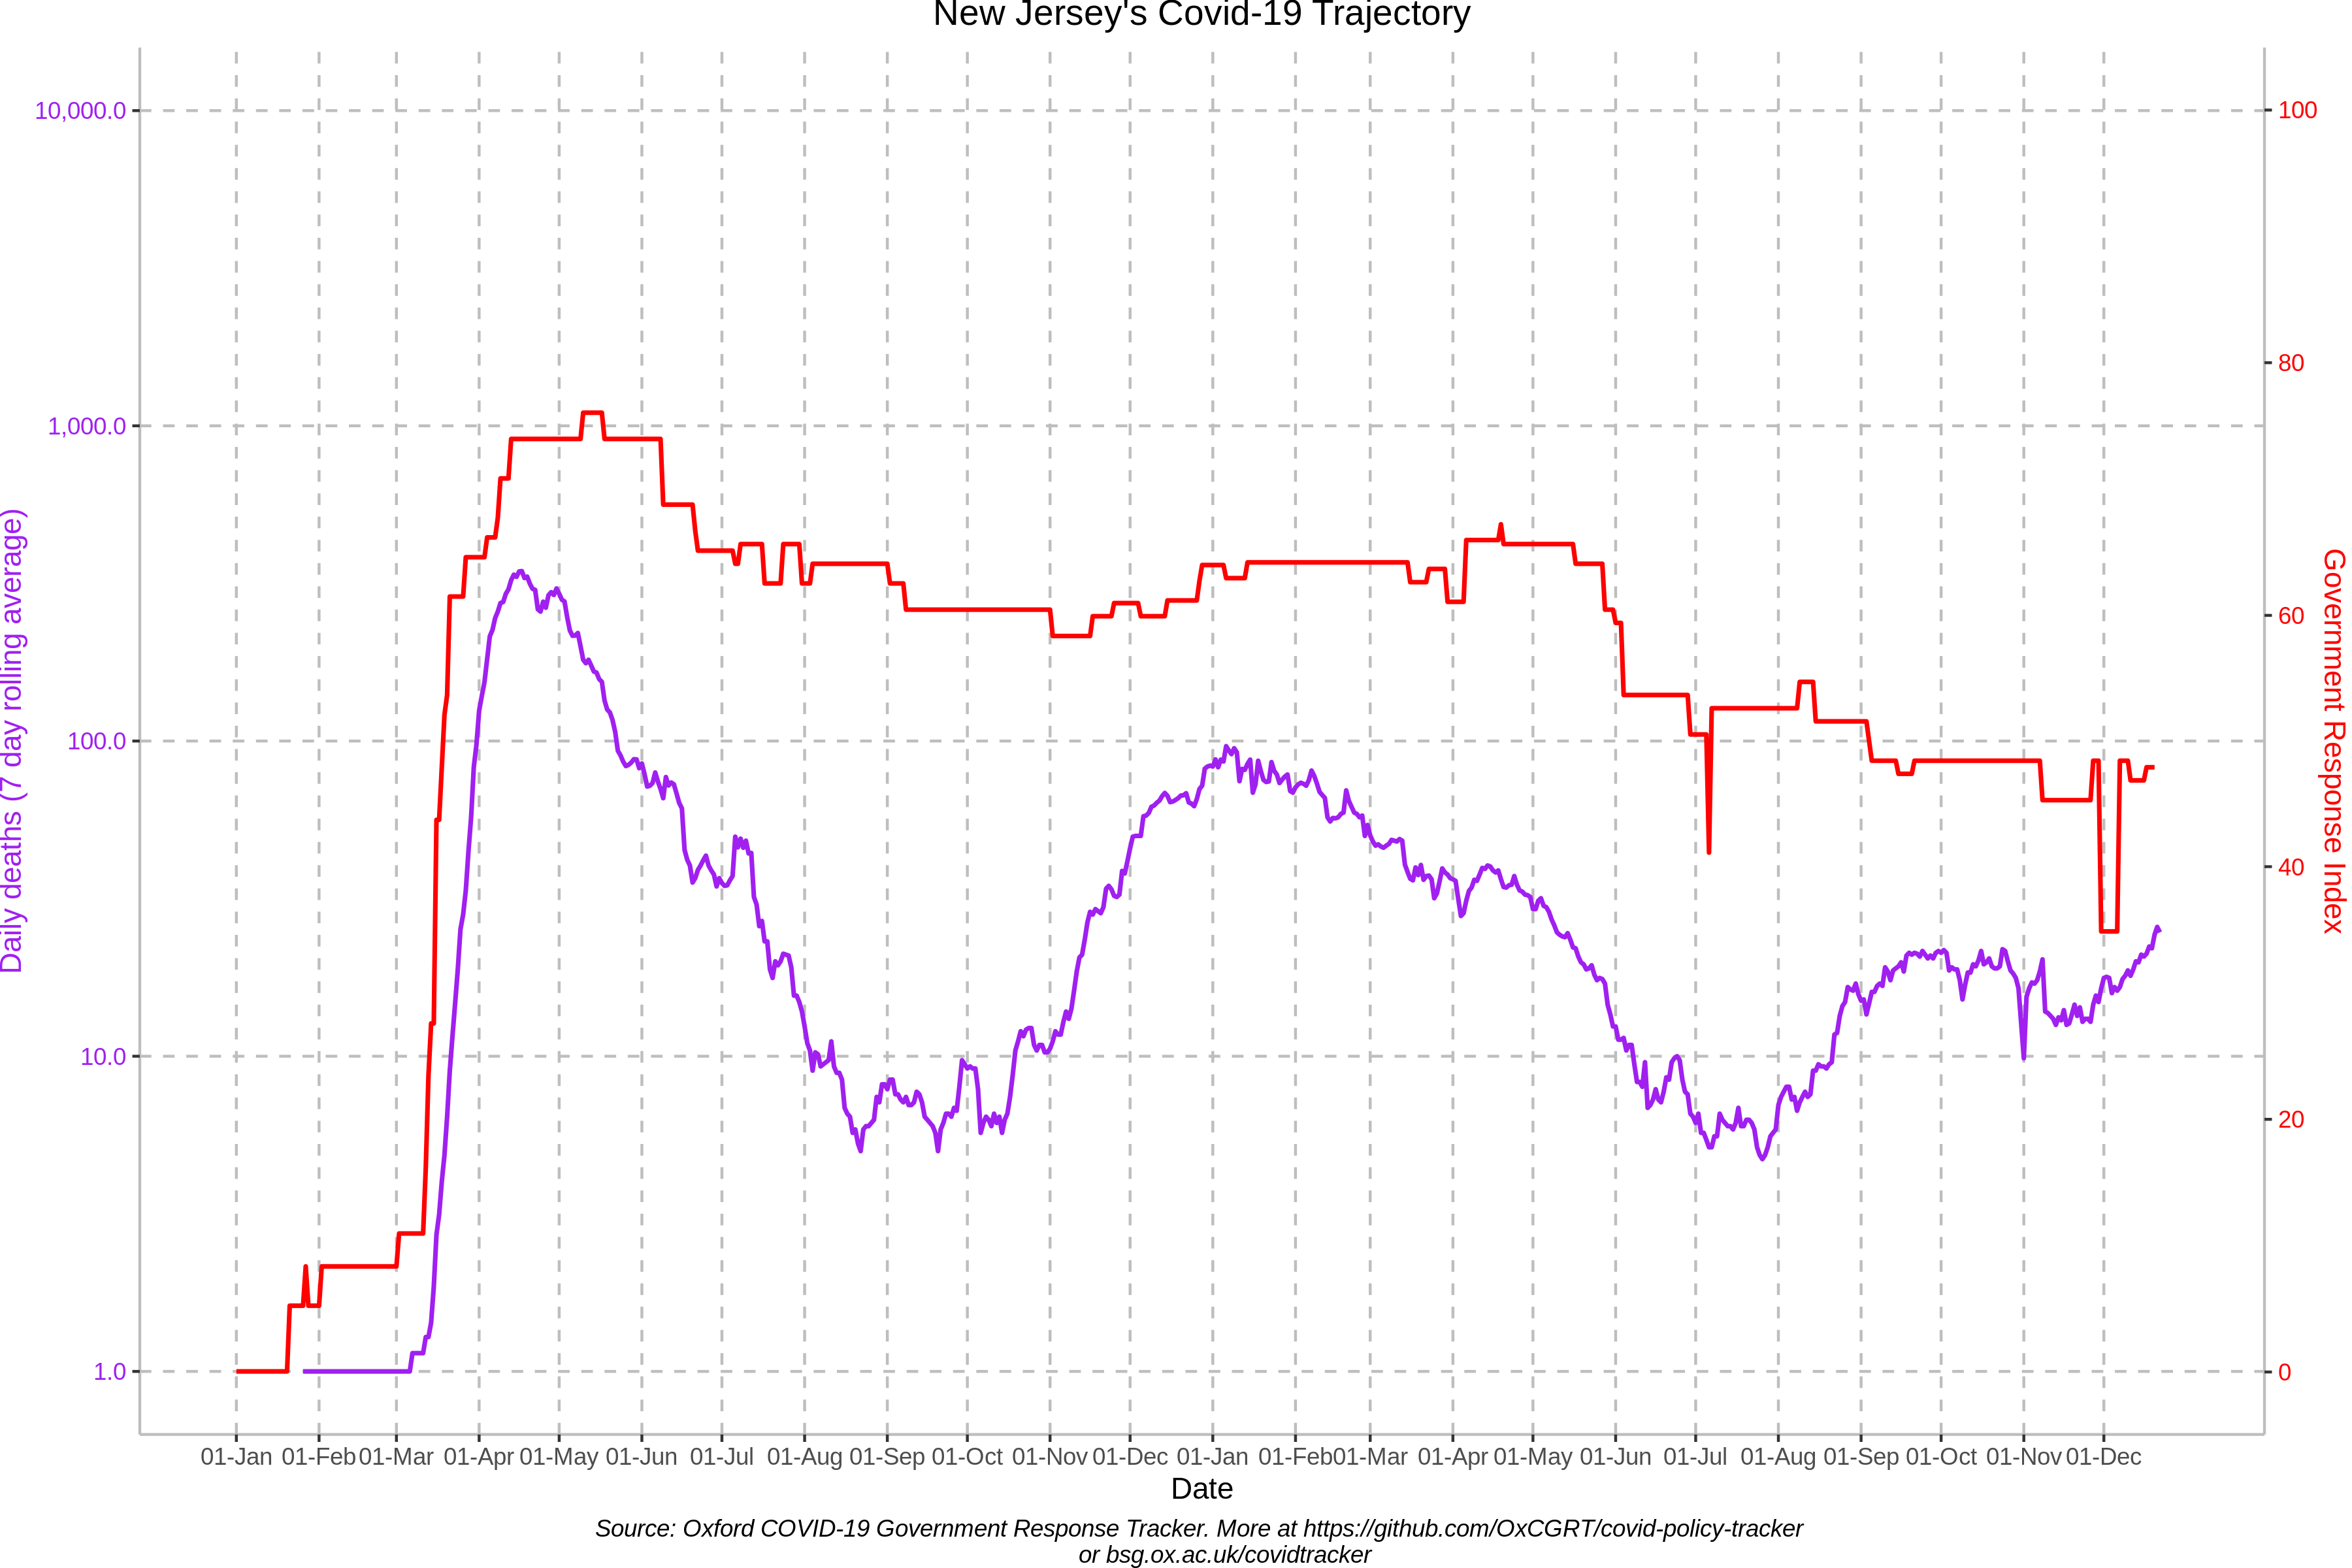 New Jersey's Covid-19 Trajectory
10,000.0
1,000.0
100.0
10.0
1.0
Daily deaths (7 day rolling average)
100
80
60
40
20
0
Government Response Index
01-Jan 01-Feb 01-Mar 01-Apr 01-May 01-Jun 01-Jul 01-Aug 01-Sep 01-Oct 01-Nov 01-Dec 01-Jan 01-Feb 01-Mar 01-Apr 01-May 01-Jun 01-Jul 01-Aug 01-Sep 01-Oct 01-Nov 01-Dec
Date
Source: Oxford COVID-19 Government Response Tracker. More at https://github.com/OxCGRT/covid-policy-tracker
or bsg.ox.ac.uk/covidtracker